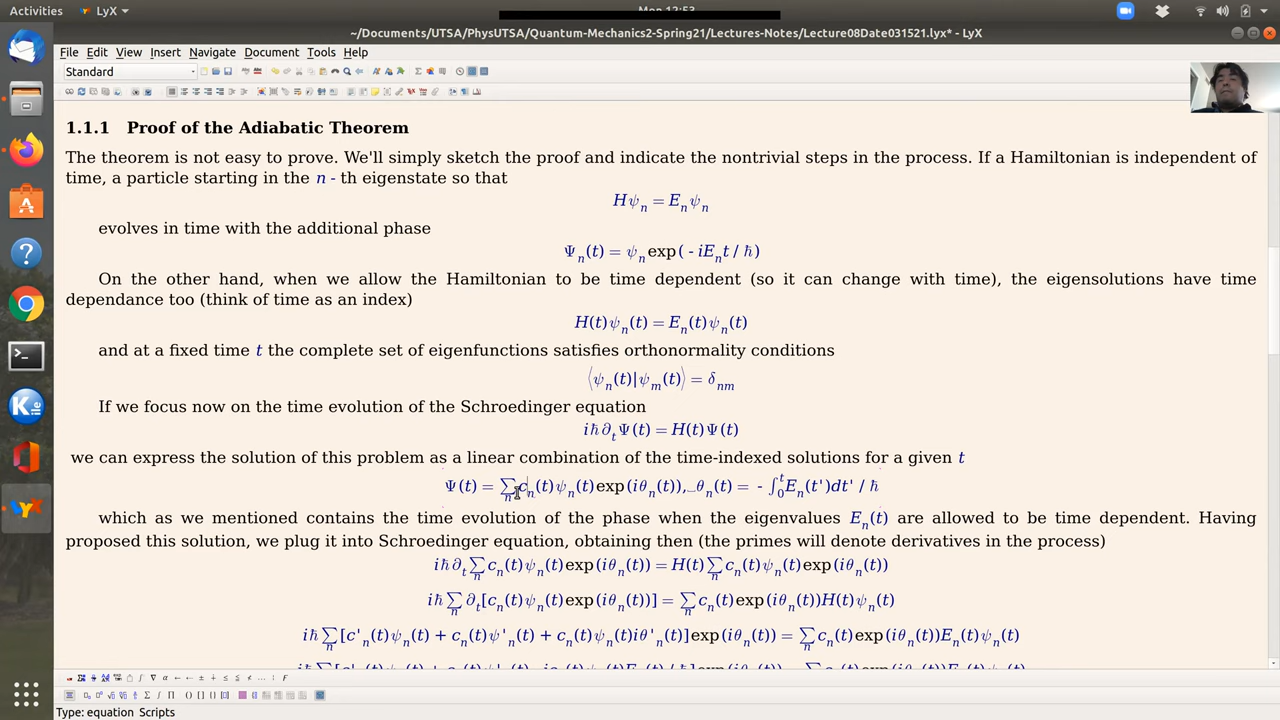 Activities LyX Mon 12:53
~/Documents/UTSA/PhysUTSA/Quantum-Mechanics2-Spring21/Lectures-Notes/Lecture08Date031521.lyx* - LyX
File Edit View Insert Navigate Document Tools Help
Standard
1.1.1 Proof of the Adiabatic Theorem
The theorem is not easy to prove. We'll simply sketch the proof and indicate the nontrivial steps in the process. If a Hamiltonian is independent of
time, a particle starting in the n - th eigenstate so that
Hψ_n = E_nψ_n
evolves in time with the additional phase
Ψ_n(t) = ψ_n exp( - iE_nt / ħ)
On the other hand, when we allow the Hamiltonian to be time dependent (so it can change with time), the eigensolutions have time
dependance too (think of time as an index)
H(t)ψ_n(t) = E_n(t)ψ_n(t)
and at a fixed time t the complete set of eigenfunctions satisfies orthonormality conditions
⟨ψ_n(t)|ψ_m(t)⟩ = δ_nm
If we focus now on the time evolution of the Schroedinger equation
iħ∂_tΨ(t) = H(t)Ψ(t)
we can express the solution of this problem as a linear combination of the time-indexed solutions for a given t
Ψ(t) = ∑_n c_n(t)ψ_n(t)exp(iθ_n(t)), θ_n(t) = - ∫_0^t E_n(t')dt' / ħ
which as we mentioned contains the time evolution of the phase when the eigenvalues E_n(t) are allowed to be time dependent. Having
proposed this solution, we plug it into Schroedinger equation, obtaining then (the primes will denote derivatives in the process)
iħ∂_t∑_n c_n(t)ψ_n(t)exp(iθ_n(t)) = H(t)∑_n c_n(t)ψ_n(t)exp(iθ_n(t))
iħ∑_n ∂_t[c_n(t)ψ_n(t)exp(iθ_n(t))] = ∑_n c_n(t)exp(iθ_n(t))H(t)ψ_n(t)
iħ∑_n [c'_n(t)ψ_n(t) + c_n(t)ψ'_n(t) + c_n(t)ψ_n(t)iθ'_n(t)]exp(iθ_n(t)) = ∑_n c_n(t)exp(iθ_n(t))E_n(t)ψ_n(t)
Type: equation Scripts